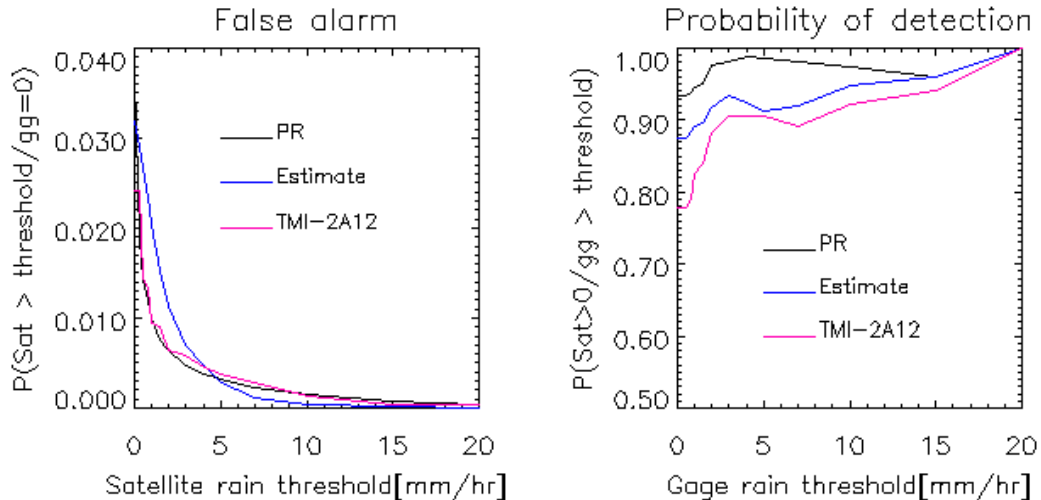 False alarm
P(Sat > threshold/gg=0)
0.040
0.030
0.020
0.010
0.000
PR
Estimate
TMI-2A12
0 5 10 15 20
Satellite rain threshold[mm/hr]
Probability of detection
P(Sat>0/gg > threshold)
1.00
0.90
0.80
0.70
0.60
0.50
PR
Estimate
TMI-2A12
0 5 10 15 20
Gage rain threshold[mm/hr]